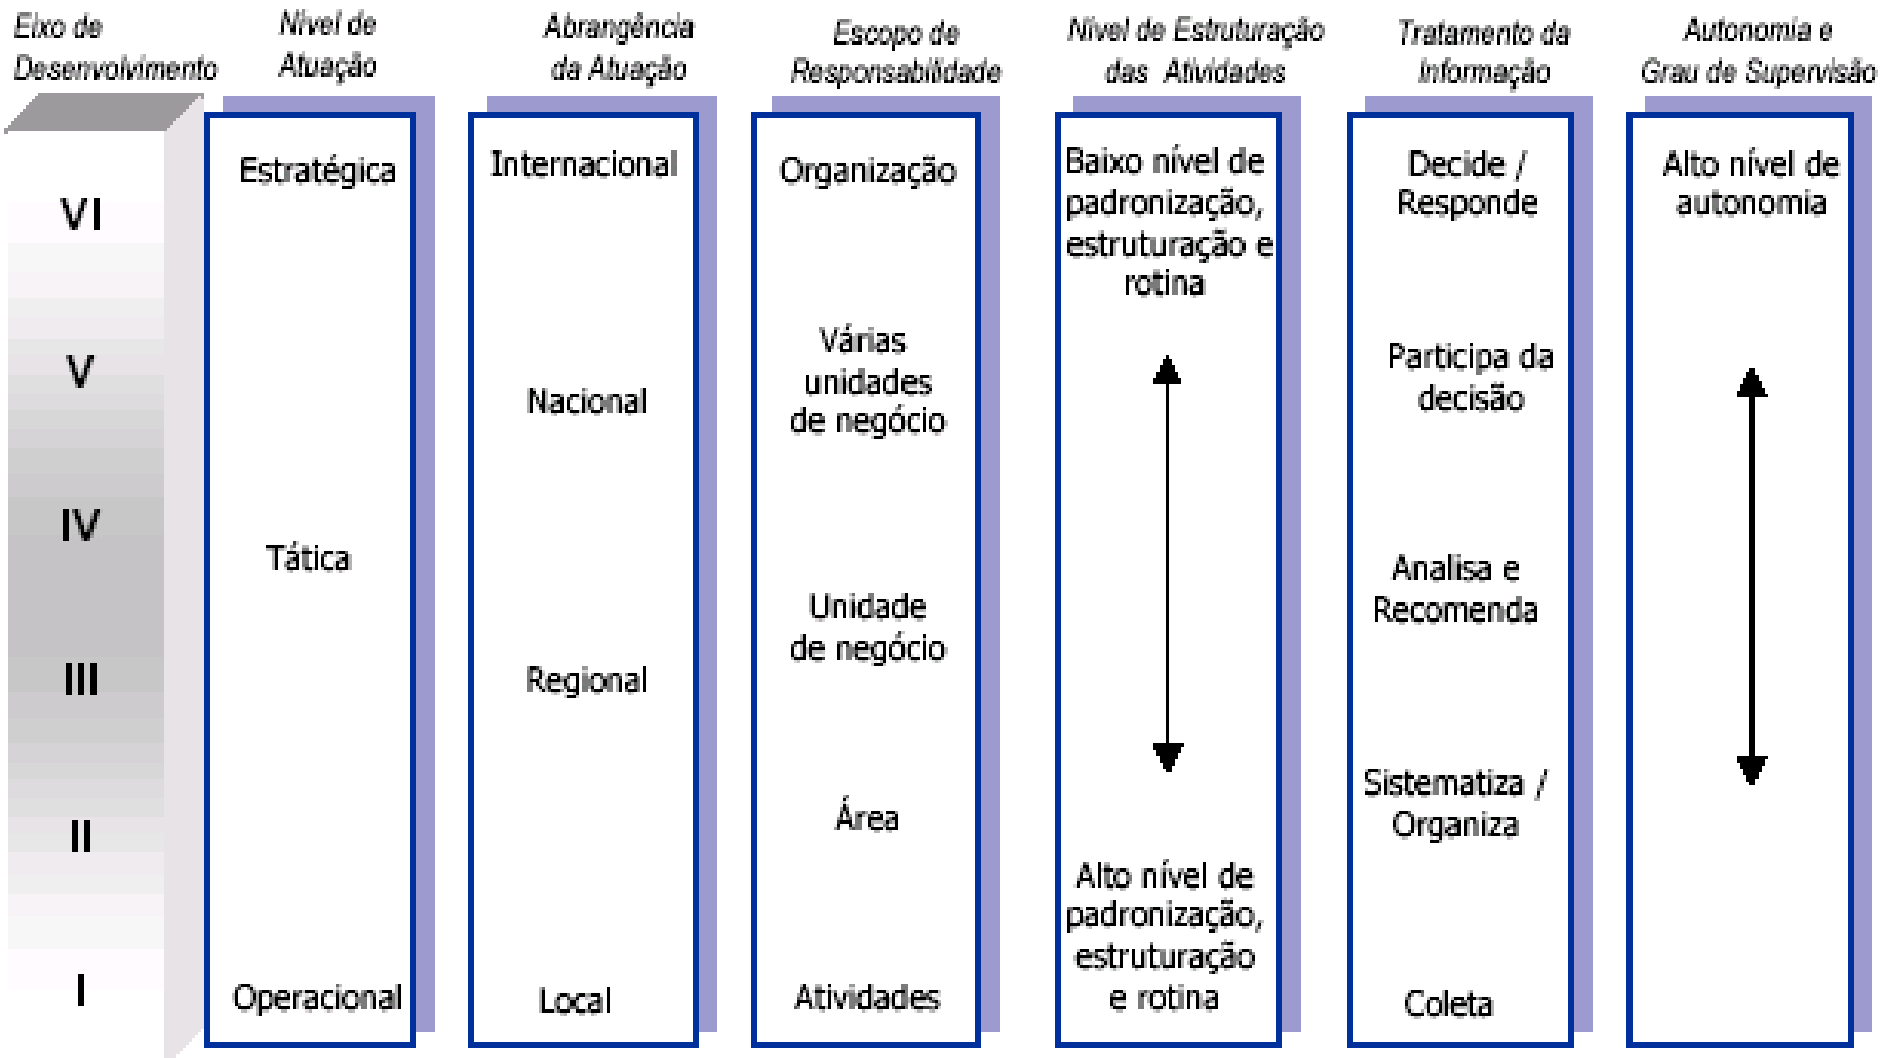 Eixo de
Desenvolvimento
Nível de
Atuação
Abrangência
da Atuação
Escopo de
Responsabilidade
Nível de Estruturação
das Atividades
Tratamento da
Informação
Autonomia e
Grau de Supervisão
VI
V
IV
III
II
I
Estratégica
Tática
Operacional
Internacional
Nacional
Regional
Local
Organização
Várias
unidades
de negócio
Unidade
de negócio
Área
Atividades
Baixo nível de
padronização,
estruturação e
rotina
Alto nível de
padronização,
estruturação
e rotina
Decide /
Responde
Participa da
decisão
Analisa e
Recomenda
Sistematiza /
Organiza
Coleta
Alto nível de
autonomia